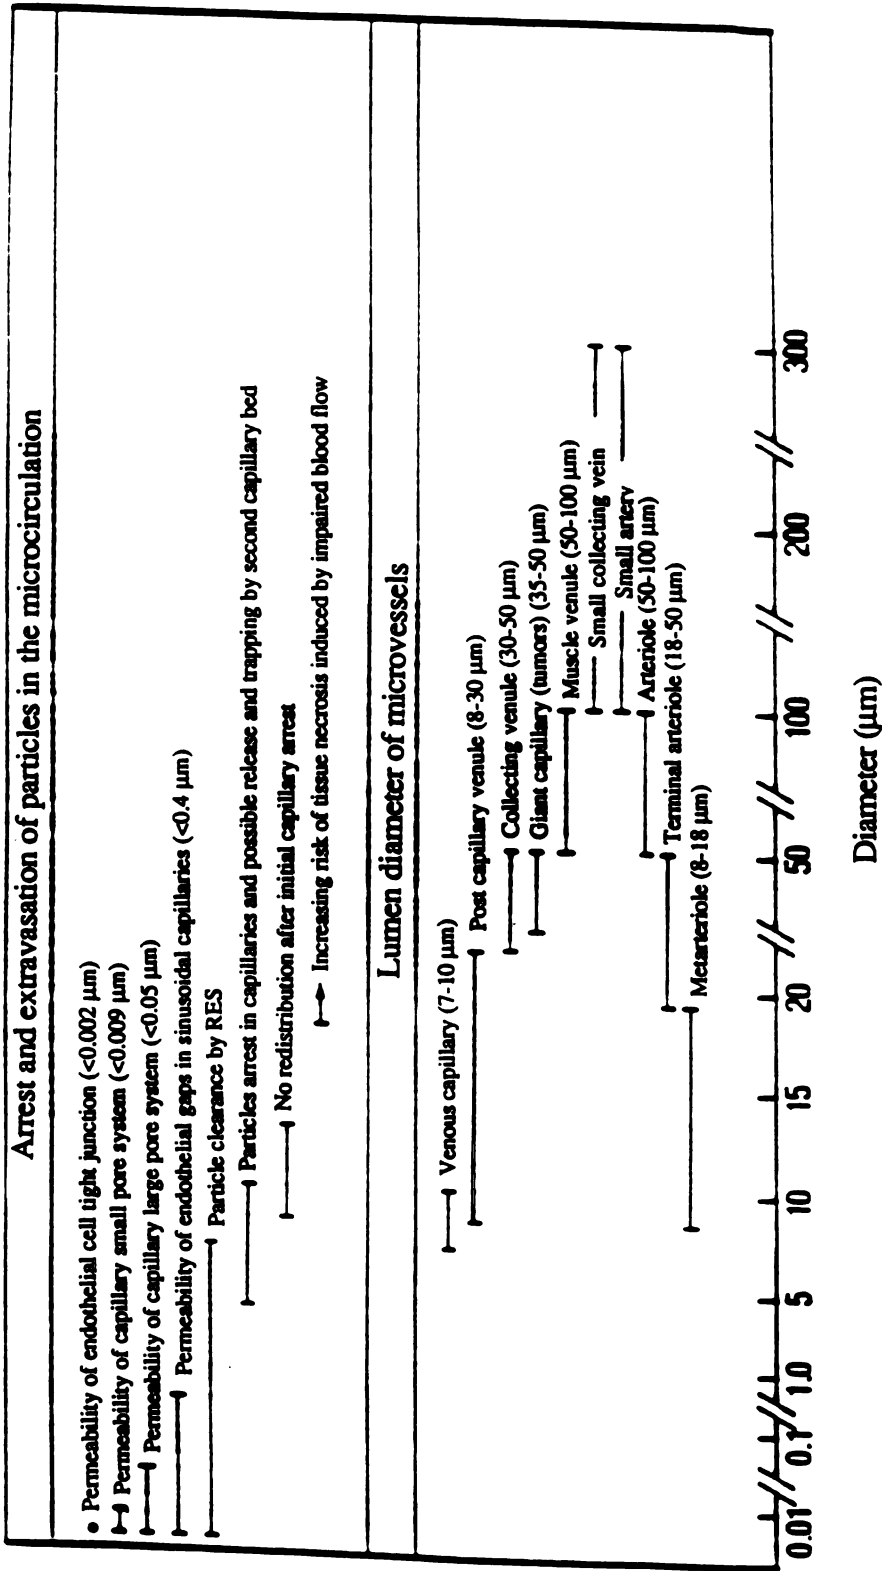 Arrest and extravasation of particles in the microcirculation
Permeability of endothelial cell tight junction (<0.002 μm)
Permeability of capillary small pore system (<0.009 μm)
Permeability of capillary large pore system (<0.05 μm)
Permeability of endothelial gaps in sinusoidal capillaries (<0.4 μm)
Particle clearance by RES
Particles arrest in capillaries and possible release and trapping by second capillary bed
No redistribution after initial capillary arrest
Increasing risk of tissue necrosis induced by impaired blood flow
Lumen diameter of microvessels
Venous capillary (7-10 μm)
Post capillary venule (8-30 μm)
Collecting venule (30-50 μm)
Giant capillary (tumors) (35-50 μm)
Muscle venule (50-100 μm)
Small collecting vein
Small artery
Arteriole (50-100 μm)
Terminal arteriole (18-50 μm)
Metarteriole (8-18 μm)
0.01 0.1 1.0 5 10 15 20 50 100 200 300
Diameter (μm)